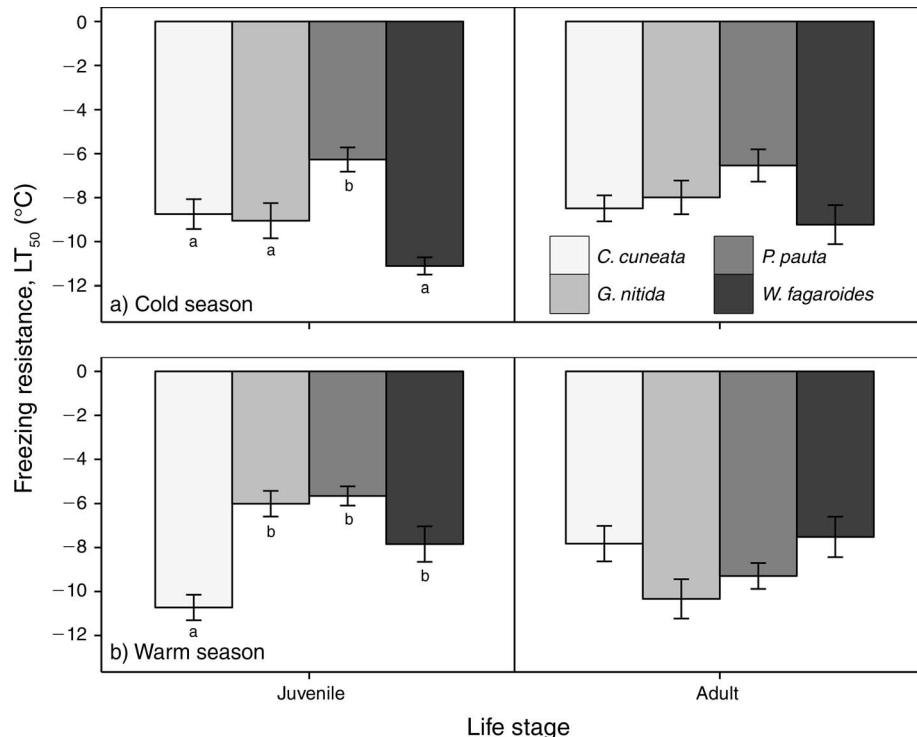 Freezing resistance, LT50 (°C)
0
−2
−4
−6
−8
−10
−12
a
a
b
a
a) Cold season
C. cuneata
P. pauta
G. nitida
W. fagaroides
0
−2
−4
−6
−8
−10
−12
a
b
b
b
b) Warm season
Juvenile
Adult
Life stage